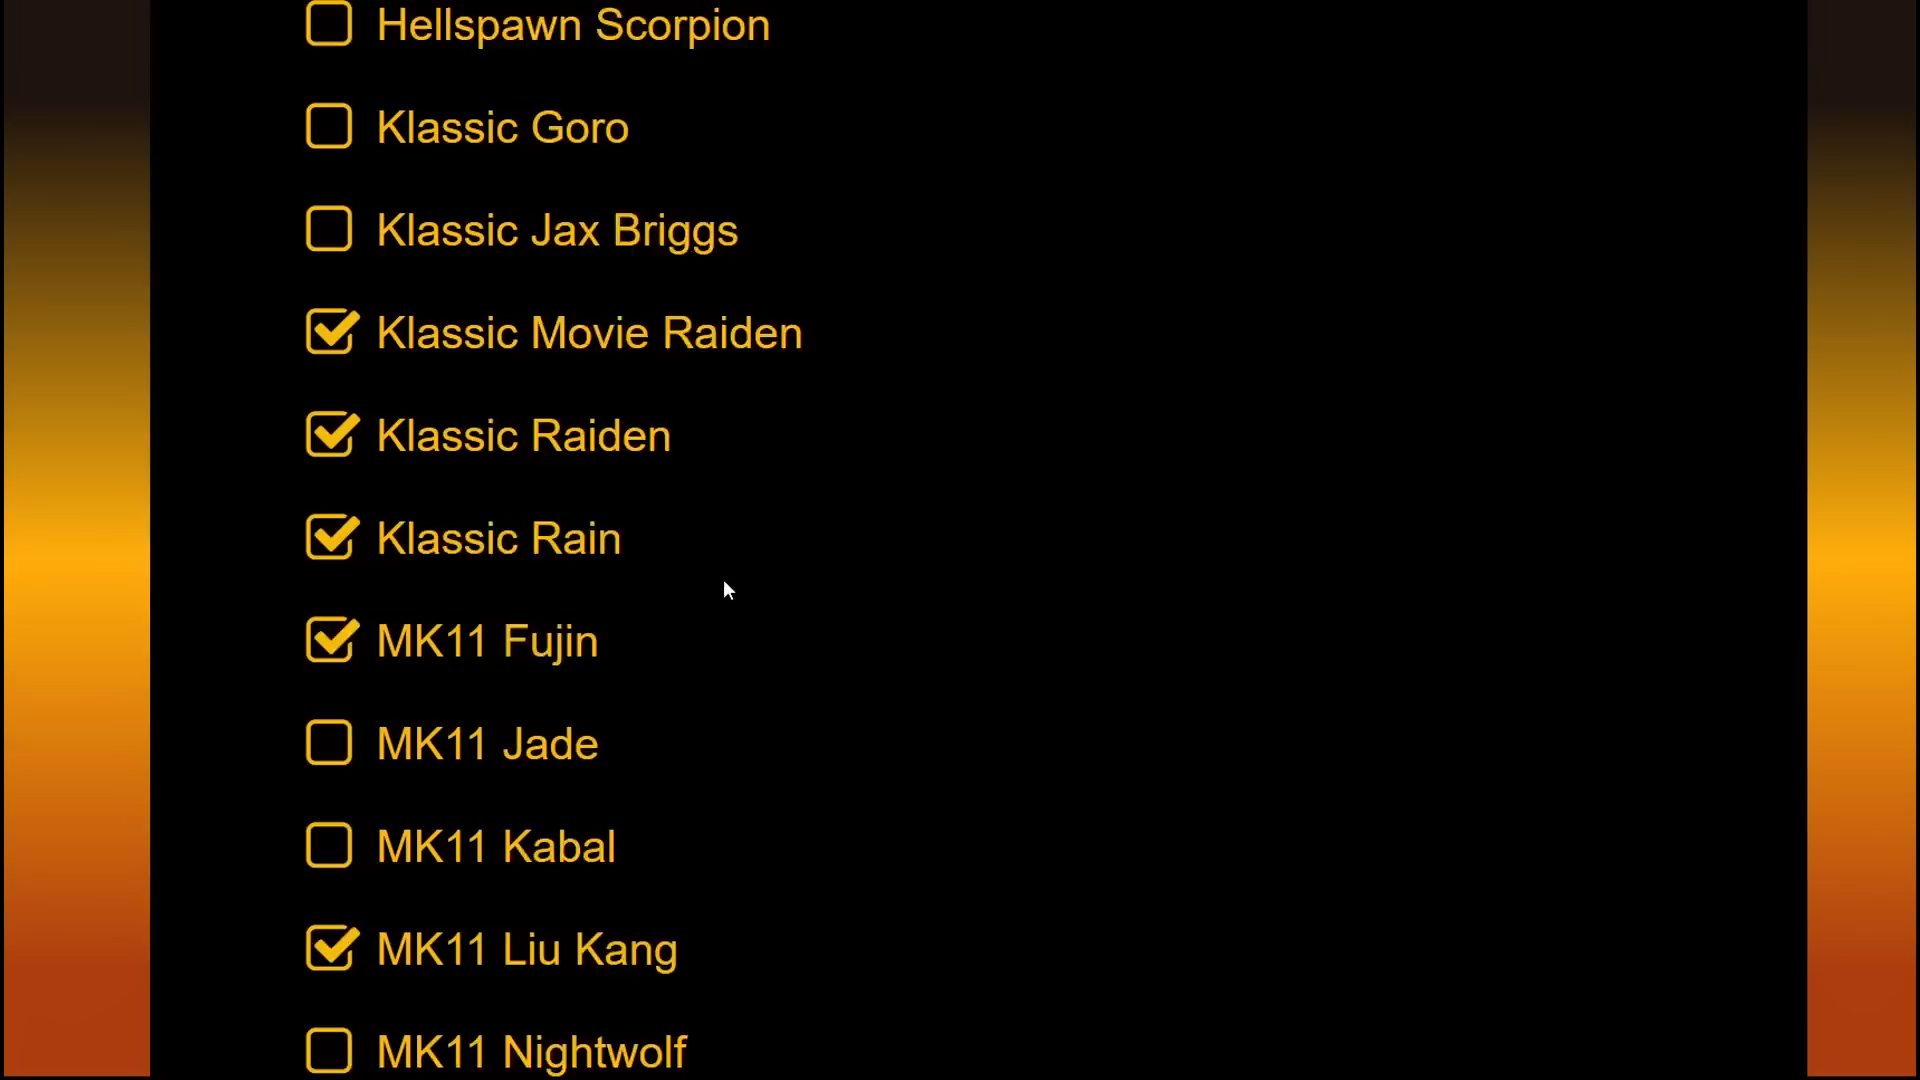 Hellspawn Scorpion
Klassic Goro
Klassic Jax Briggs
Klassic Movie Raiden
Klassic Raiden
Klassic Rain
MK11 Fujin
MK11 Jade
MK11 Kabal
MK11 Liu Kang
MK11 Nightwolf